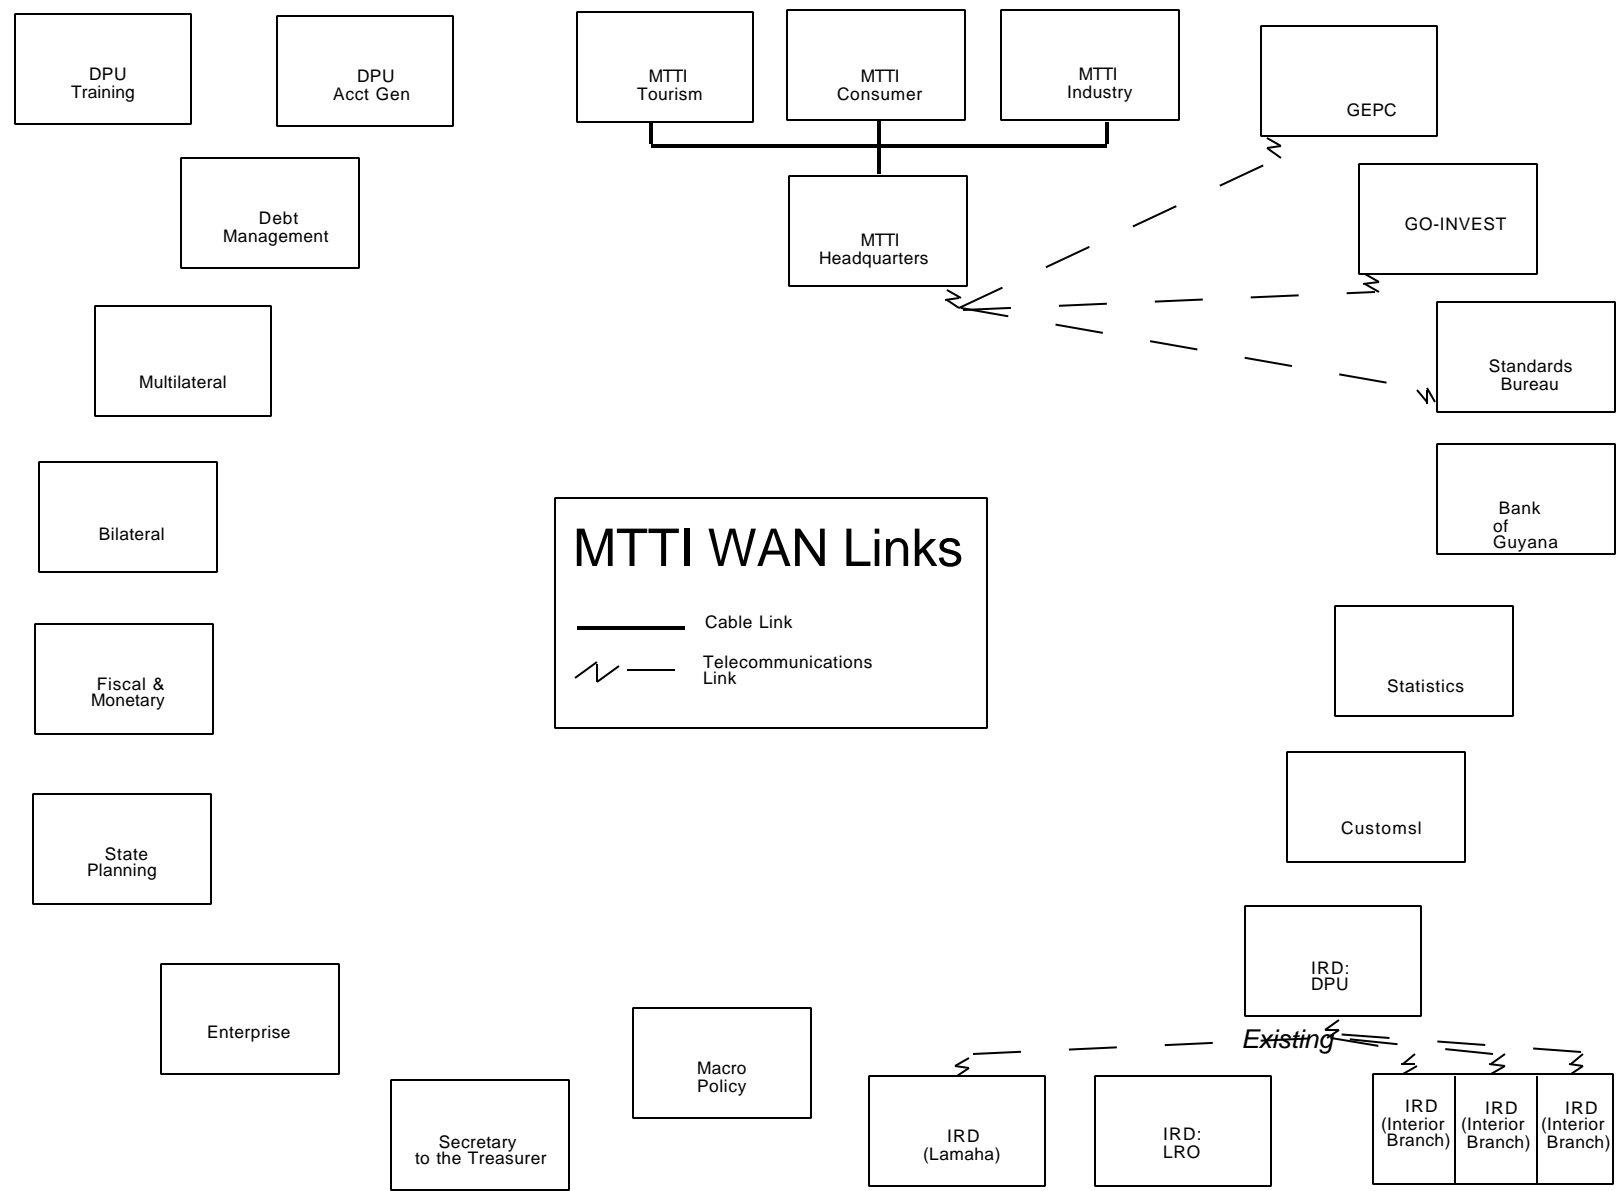 DPU
Training
DPU
Acct Gen
MTTI
Tourism
MTTI
Consumer
MTTI
Industry
GEPC
Debt
Management
MTTI
Headquarters
GO-INVEST
Multilateral
Standards
Bureau
Bilateral
MTTI WAN Links
Cable Link
Telecommunications
Link
Bank
of
Guyana
Fiscal &
Monetary
Statistics
State
Planning
Customsl
Enterprise
IRD:
DPU
Existing
Macro
Policy
Secretary
to the Treasurer
IRD
(Lamaha)
IRD:
LRO
IRD
(Interior
Branch)
IRD
(Interior
Branch)
IRD
(Interior
Branch)